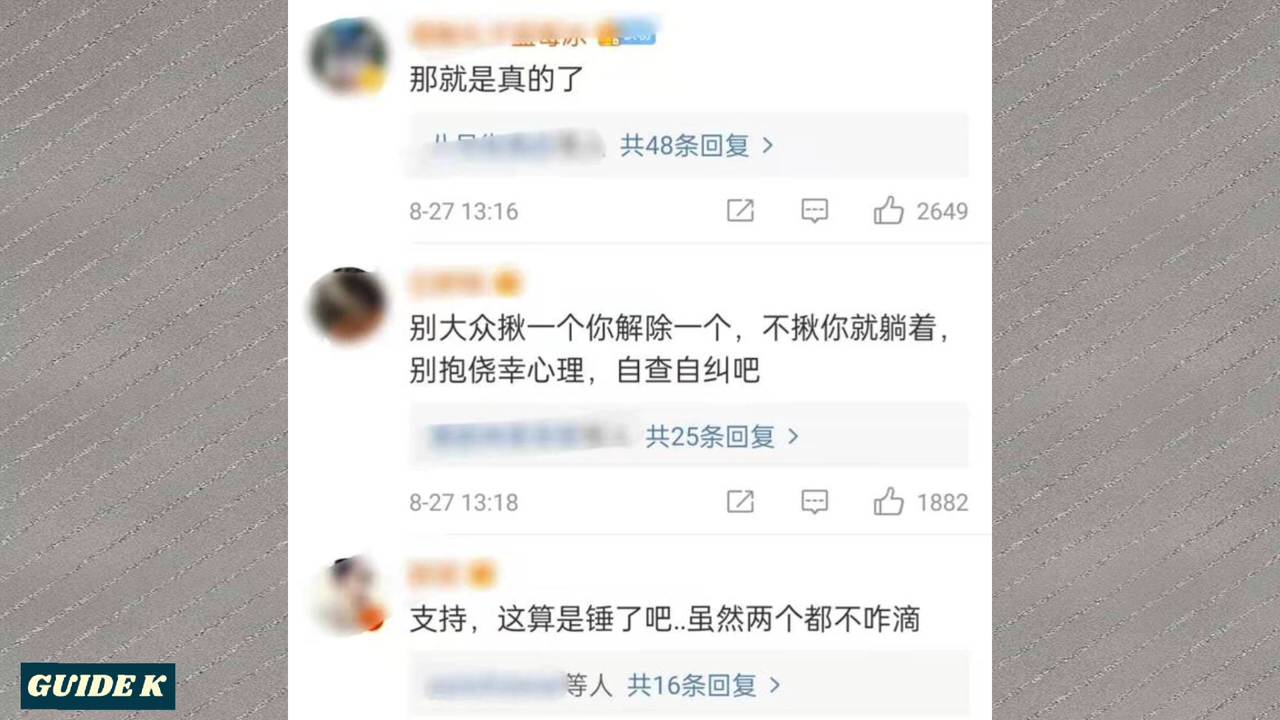 那就是真的了
共48条回复 >
8-27 13:16
2649
别大众揪一个你解除一个，不揪你就躺着，
别抱侥幸心理，自查自纠吧
共25条回复 >
8-27 13:18
1882
支持，这算是锤了吧..虽然两个都不咋滴
等人 共16条回复 >
GUIDE K